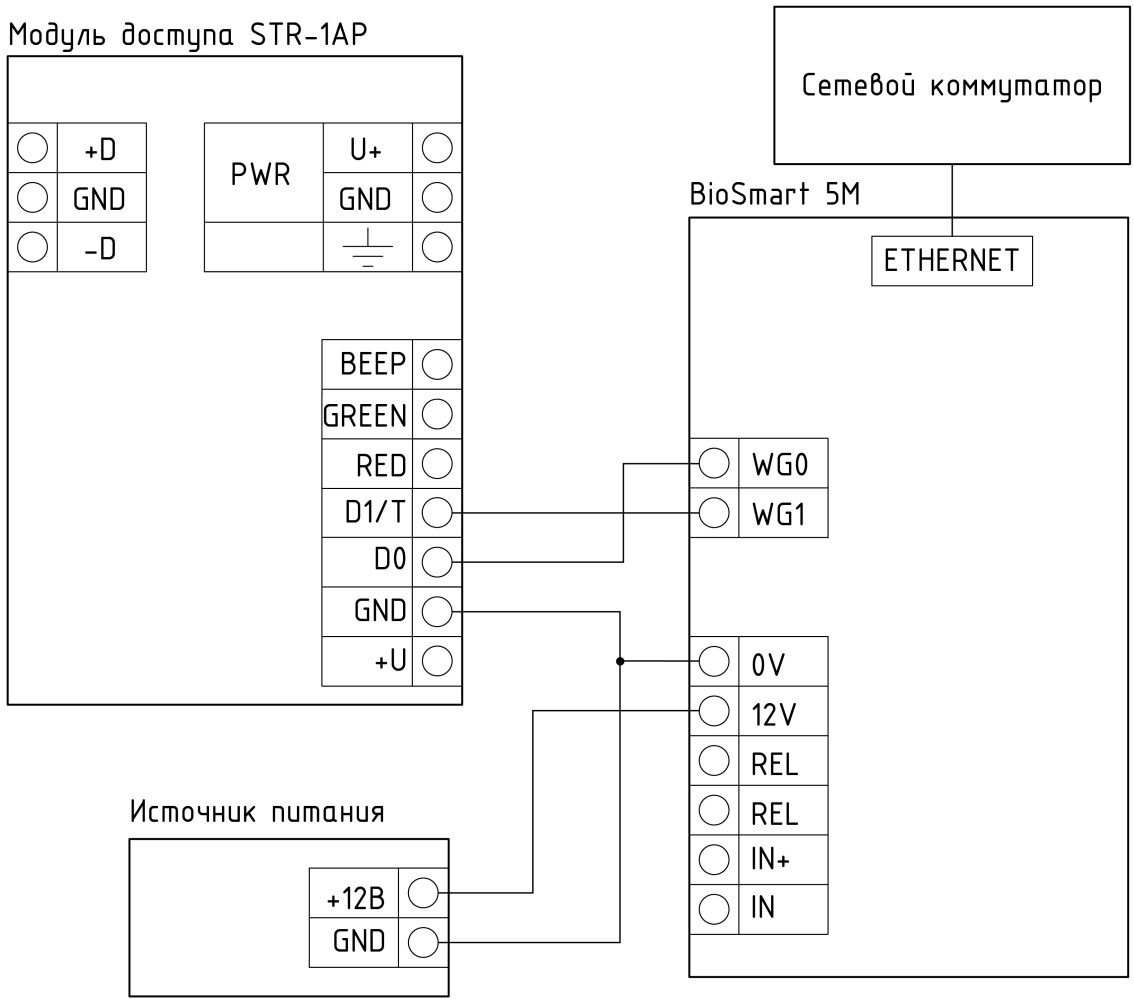 Модуль доступа STR-1AP
+D
GND
-D
PWR
U+
GND
BEEP
GREEN
RED
D1/T
D0
GND
+U
Источник питания
+12В
GND
Сетевой коммутатор
BioSmart 5M
ETHERNET
WG0
WG1
0V
12V
REL
REL
IN+
IN